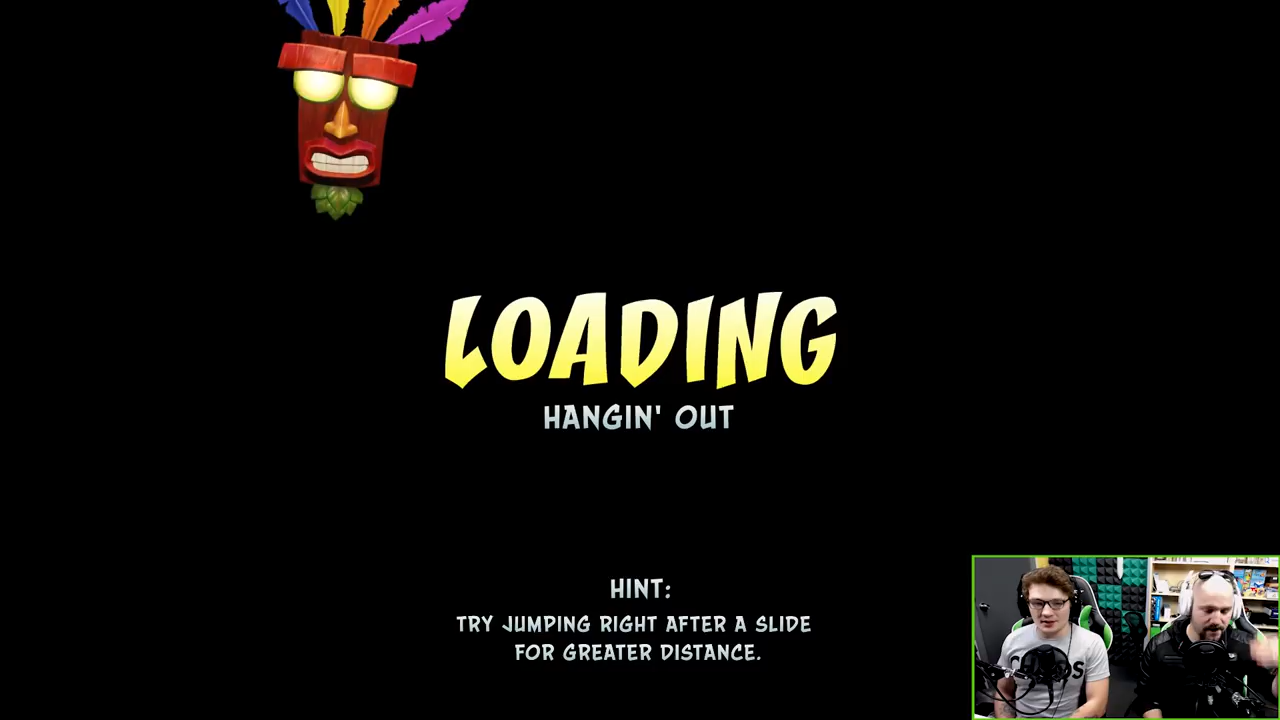 LOADING
HANGIN' OUT
HINT:
TRY JUMPING RIGHT AFTER A SLIDE
FOR GREATER DISTANCE.